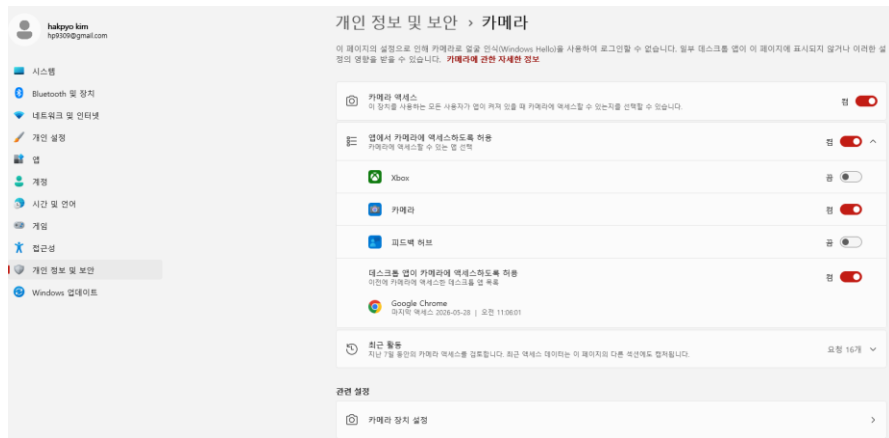 hakpyo kim
hp9309@gmail.com
시스템
Bluetooth 및 장치
네트워크 및 인터넷
개인 설정
앱
계정
시간 및 언어
게임
접근성
개인 정보 및 보안
Windows 업데이트
개인 정보 및 보안 › 카메라
이 페이지의 설정으로 인해 카메라로 얼굴 인식(Windows Hello)을 사용하여 로그인할 수 없습니다. 일부 데스크톱 앱이 이 페이지에 표시되지 않거나 이러한 설
정의 영향을 받을 수 있습니다. 카메라에 관한 자세한 정보
카메라 액세스
이 장치를 사용하는 모든 사용자가 앱이 켜져 있을 때 카메라에 액세스할 수 있는지를 선택할 수 있습니다.
켬
앱에서 카메라에 액세스하도록 허용
카메라에 액세스할 수 있는 앱 선택
켬
Xbox
끔
카메라
켬
피드백 허브
끔
데스크톱 앱이 카메라에 액세스하도록 허용
이전에 카메라에 액세스한 데스크톱 앱 목록
켬
Google Chrome
마지막 액세스 2026-05-28 | 오전 11:06:01
최근 활동
지난 7일 동안의 카메라 액세스를 검토합니다. 최근 액세스 데이터는 이 페이지의 다른 섹션에도 캡처됩니다.
요청 16개
관련 설정
카메라 장치 설정